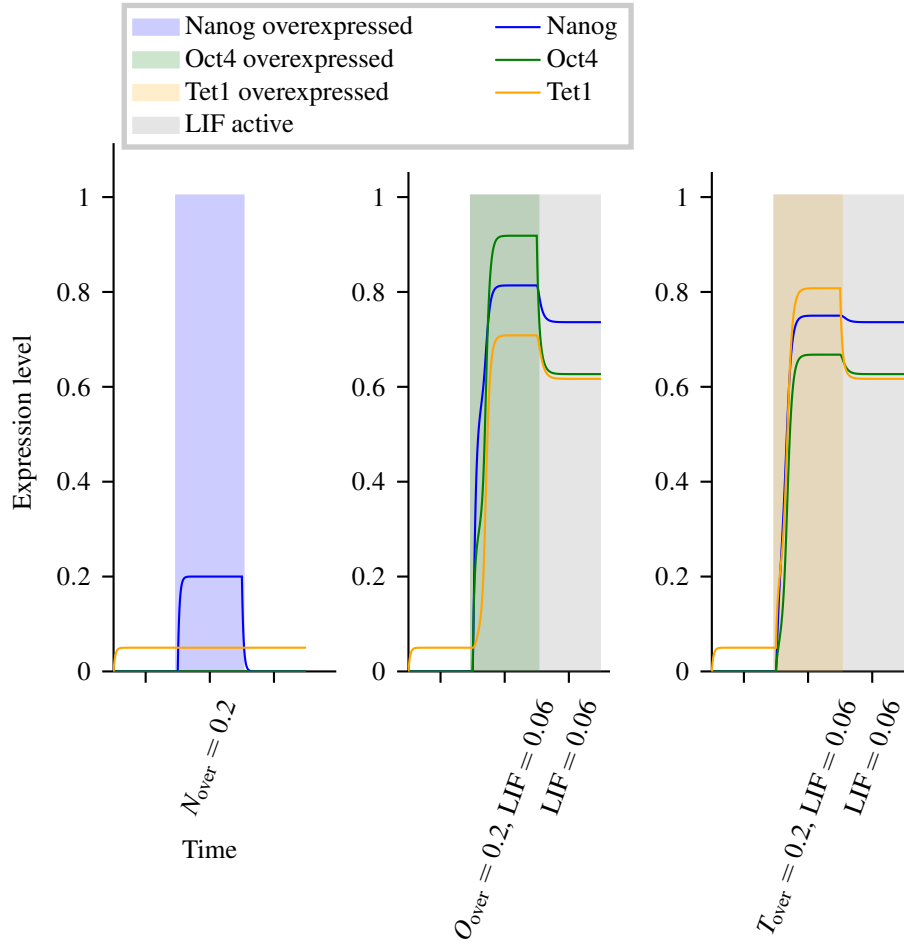 Nanog overexpressed
Oct4 overexpressed
Tet1 overexpressed
LIF active
Nanog
Oct4
Tet1
Expression level
1
0.8
0.6
0.4
0.2
0
N_over = 0.2
Time
1
0.8
0.6
0.4
0.2
0
O_over = 0.2, LIF = 0.06
LIF = 0.06
1
0.8
0.6
0.4
0.2
0
T_over = 0.2, LIF = 0.06
LIF = 0.06